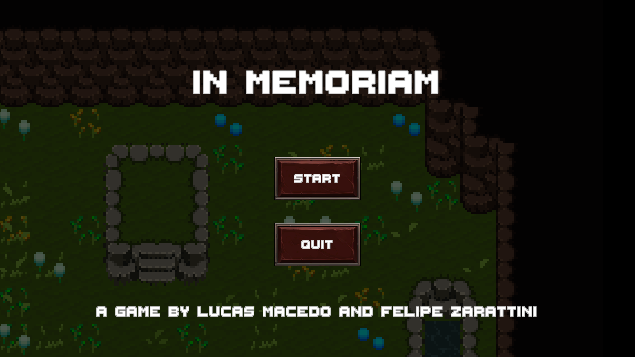 IN MEMORIAM
START
QUIT
A GAME BY LUCAS MACEDO AND FELIPE ZARATTINI